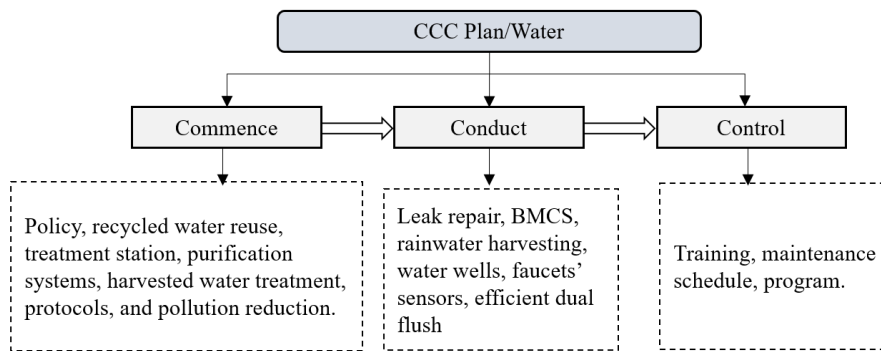 CCC Plan/Water
Commence
Conduct
Control
Policy, recycled water reuse,
treatment station, purification
systems, harvested water treatment,
protocols, and pollution reduction.
Leak repair, BMCS,
rainwater harvesting,
water wells, faucets’
sensors, efficient dual
flush
Training, maintenance
schedule, program.